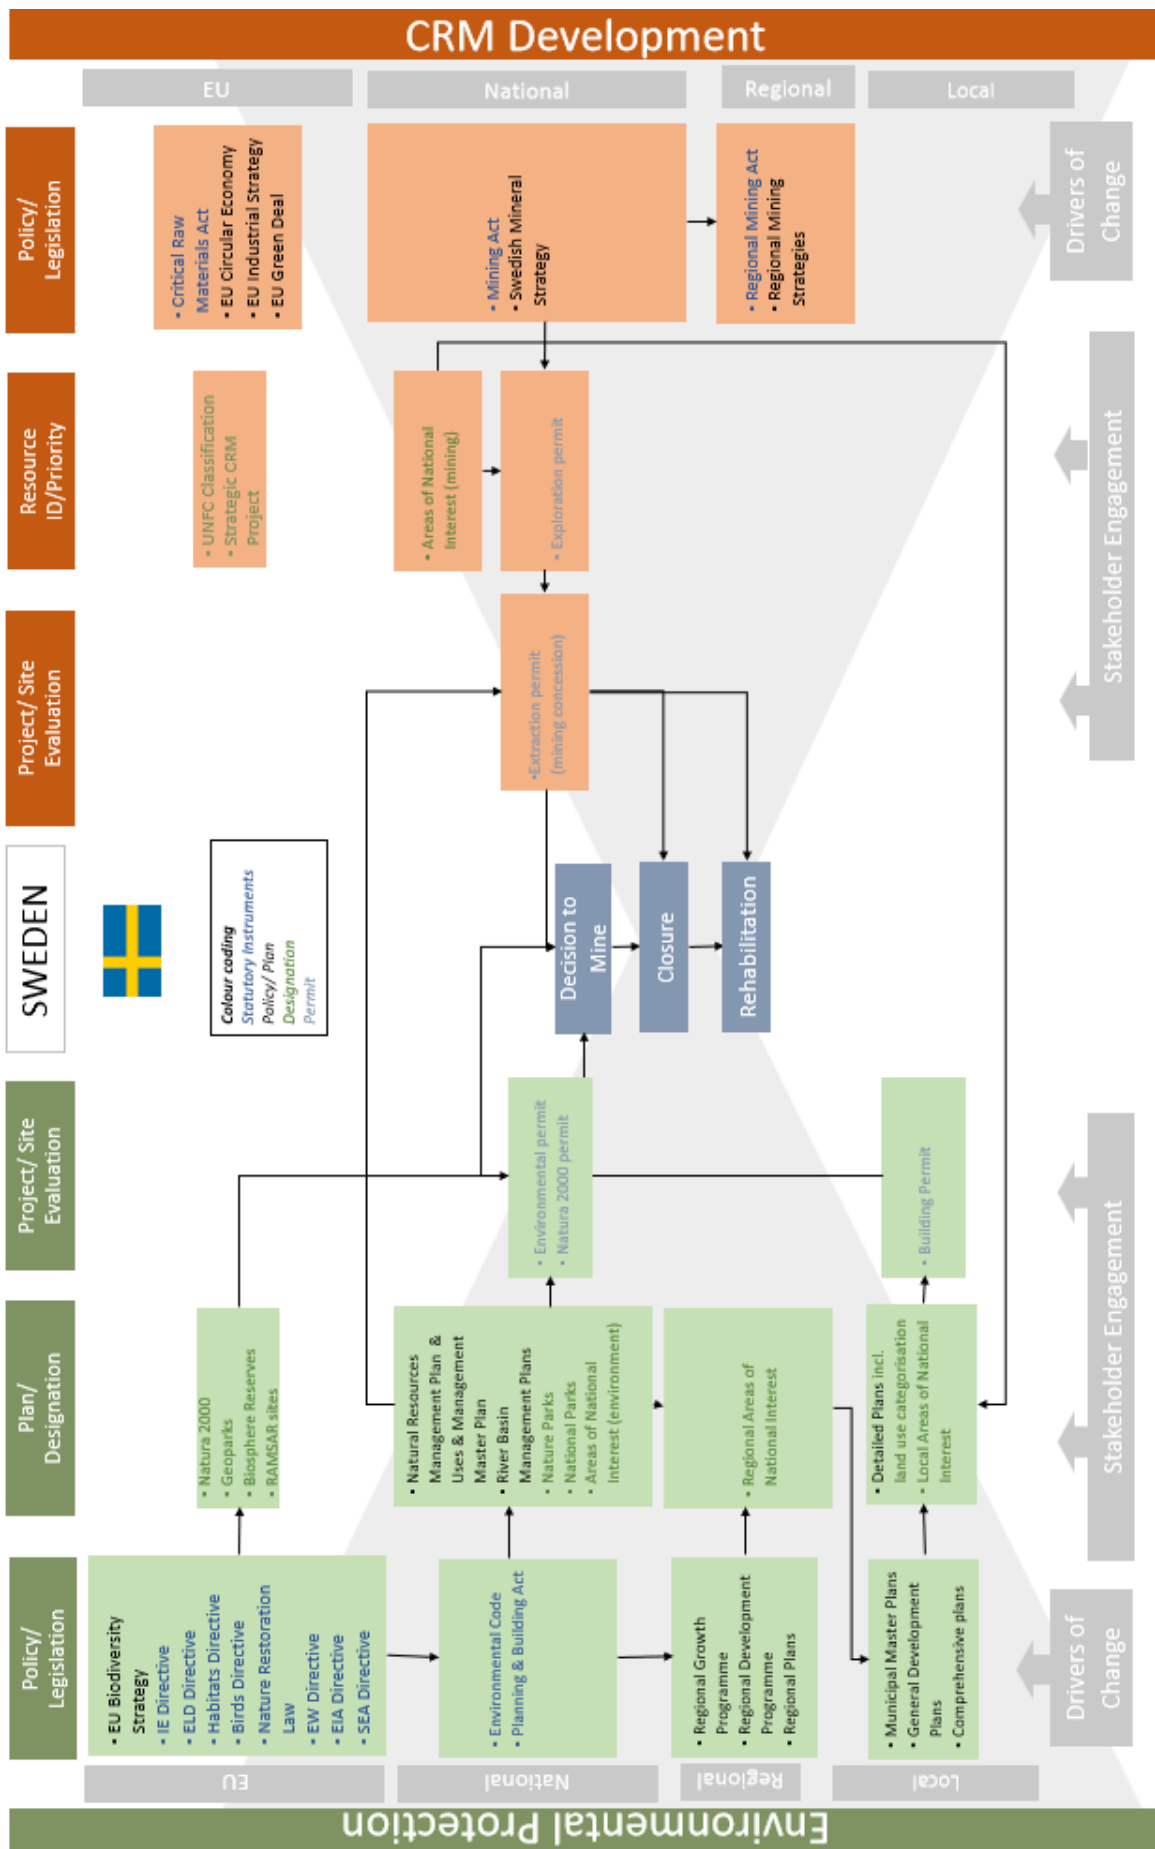 Environmental Protection
CRM Development
Policy/
Legislation
Plan/
Designation
Project/ Site
Evaluation
SWEDEN
Project/ Site
Evaluation
Resource
ID/Priority
Policy/
Legislation
EU
National
Regional
Local
▪ EU Biodiversity
Strategy
▪ IE Directive
▪ ELD Directive
▪ Habitats Directive
▪ Birds Directive
▪ Nature Restoration
Law
▪ EW Directive
▪ EIA Directive
▪ SEA Directive
▪ Environmental Code
▪ Planning & Building Act
▪ Regional Growth
Programme
▪ Regional Development
Programme
▪ Regional Plans
▪ Municipal Master Plans
▪ General Development
Plans
▪ Comprehensive plans
▪ Natura 2000
▪ Geoparks
▪ Biosphere Reserves
▪ RAMSAR sites
▪ Natural Resources
Management Plan &
Uses & Management
Master Plan
▪ River Basin
Management Plans
▪ Nature Parks
▪ National Parks
▪ Areas of National
Interest (environment)
▪ Regional Areas of
National Interest
▪ Detailed Plans incl.
land use categorisation
▪ Local Areas of National
Interest
▪ Environmental permit
▪ Natura 2000 permit
▪ Building Permit
Colour coding
Statutory Instruments
Policy/ Plan
Designation
Permit
Decision to
Mine
Closure
Rehabilitation
▪Extraction permit
(mining concession)
▪ UNFC Classification
▪ Strategic CRM
Project
▪ Areas of National
Interest (mining)
▪ Exploration permit
▪ Critical Raw
Materials Act
▪ EU Circular Economy
▪ EU Industrial Strategy
▪ EU Green Deal
▪ Mining Act
▪ Swedish Mineral
Strategy
▪ Regional Mining Act
▪ Regional Mining
Strategies
EU
National
Regional
Local
Drivers of
Change
Stakeholder Engagement
Stakeholder Engagement
Drivers of
Change